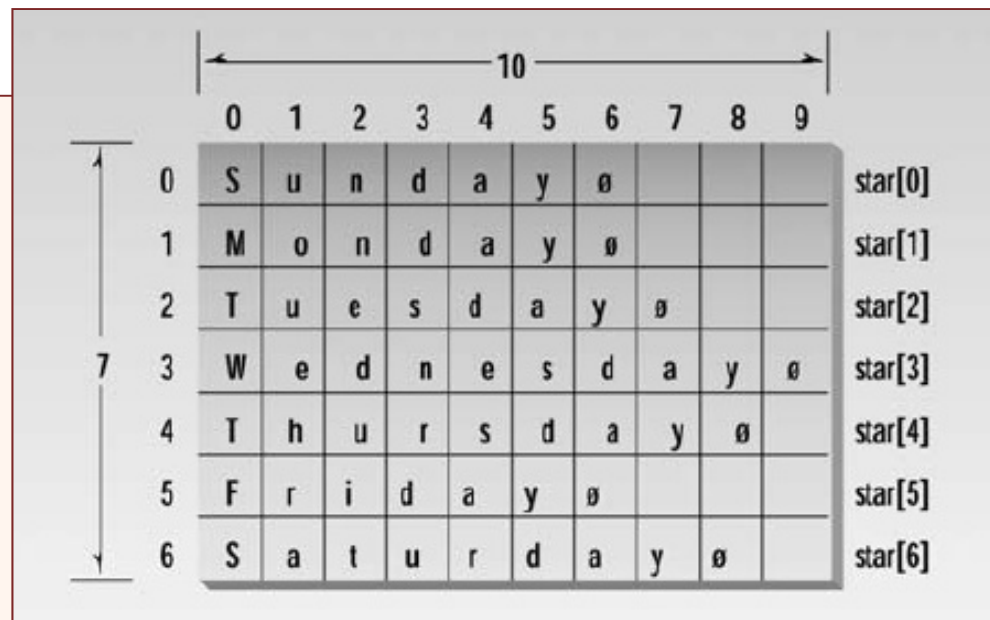 10
0 1 2 3 4 5 6 7 8 9
0 S u n d a y ø star[0]
1 M o n d a y ø star[1]
2 T u e s d a y ø star[2]
7 3 W e d n e s d a y ø star[3]
4 T h u r s d a y ø star[4]
5 F r i d a y ø star[5]
6 S a t u r d a y ø star[6]